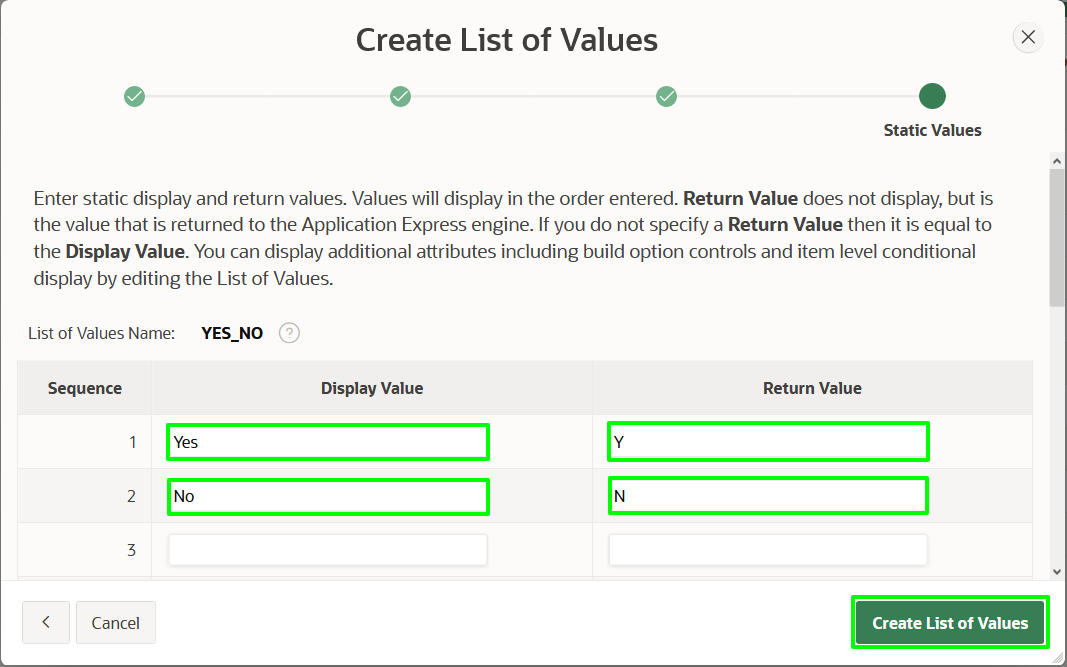 Create List of Values
Static Values
Enter static display and return values. Values will display in the order entered. Return Value does not display, but is
the value that is returned to the Application Express engine. If you do not specify a Return Value then it is equal to
the Display Value. You can display additional attributes including build option controls and item level conditional
display by editing the List of Values.
List of Values Name: YES_NO ?
Sequence Display Value Return Value
1 Yes Y
2 No N
3
Cancel Create List of Values